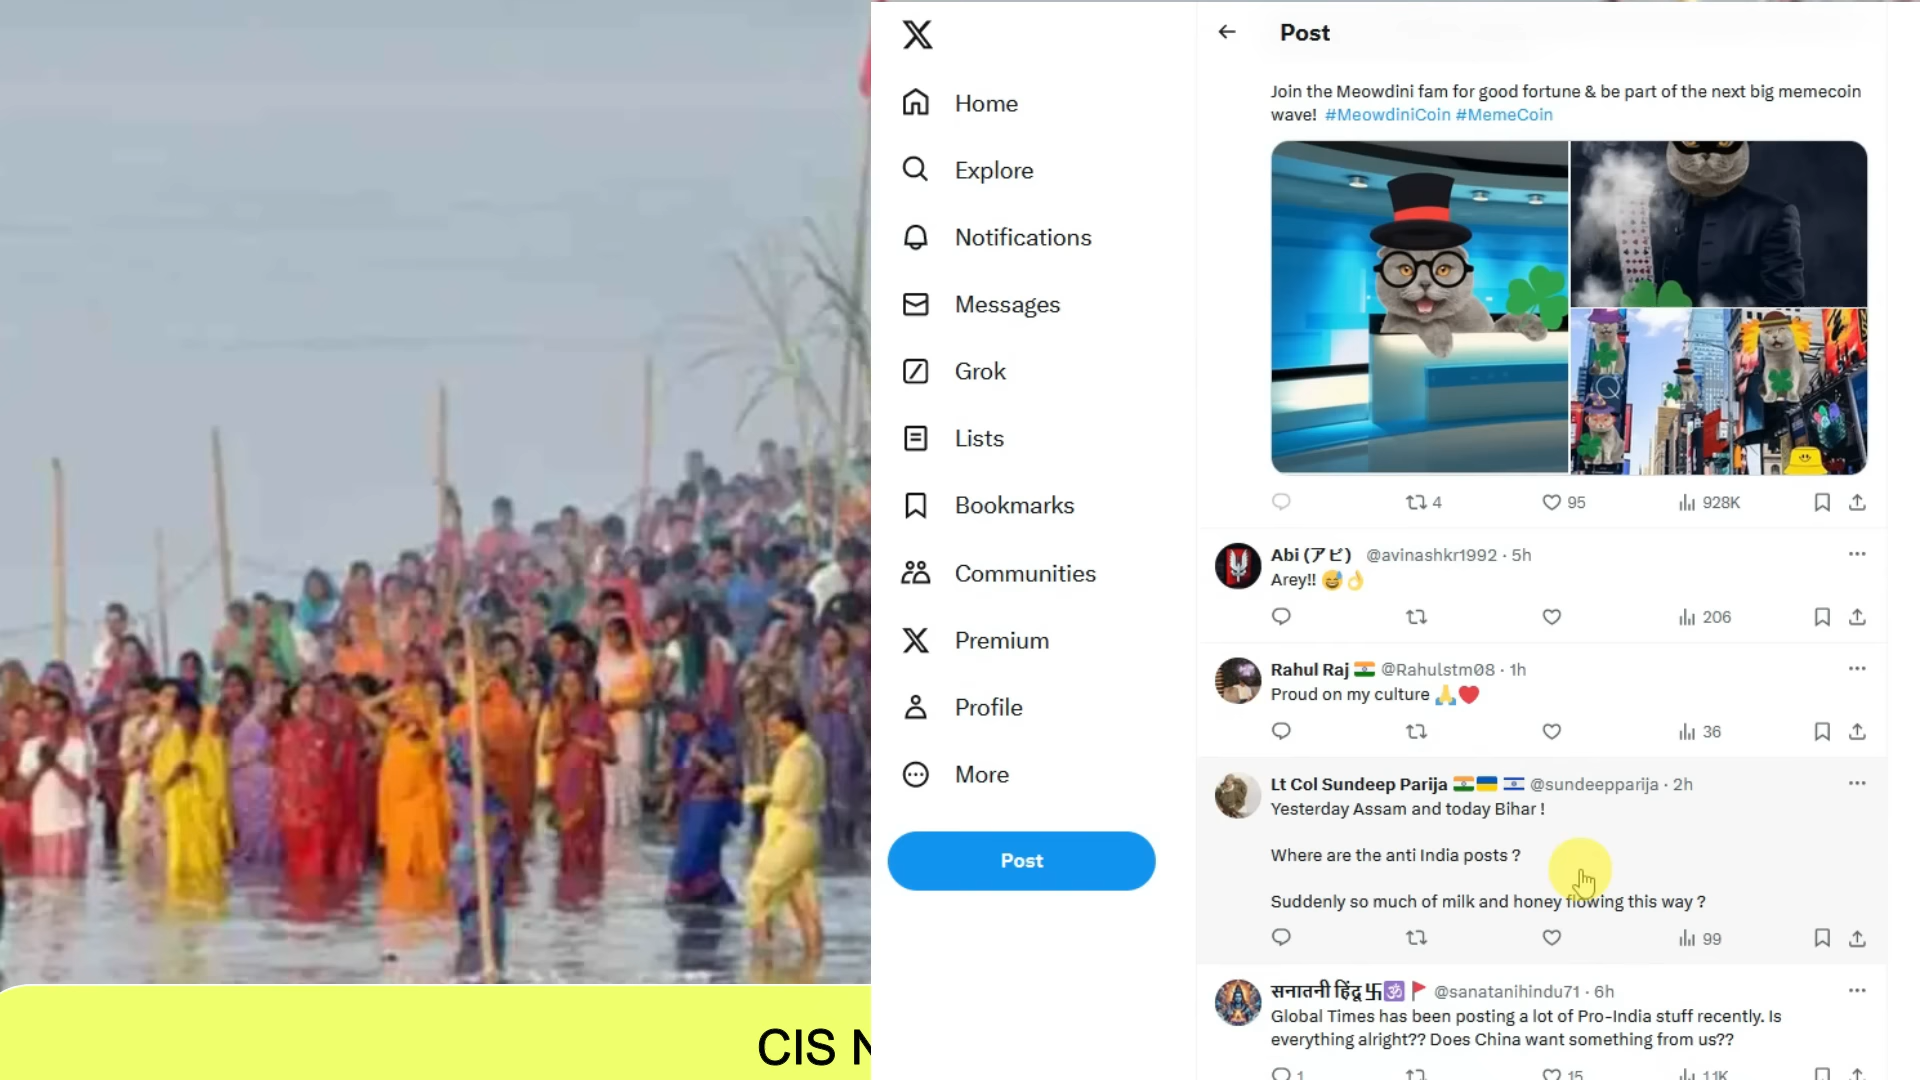 CIS
Home
Explore
Notifications
Messages
Grok
Lists
Bookmarks
Communities
Premium
Profile
More
Post
Post
Join the Meowdini fam for good fortune & be part of the next big memecoin
wave! #MeowdiniCoin #MemeCoin
4 95 928K
Abi (アビ) @avinashkr1992 · 5h
Arey!! 😅👌
206
Rahul Raj 🇮🇳 @Rahulstm08 · 1h
Proud on my culture 🙏❤️
36
Lt Col Sundeep Parija 🇮🇳🇺🇦 🇮🇱 @sundeepparija · 2h
Yesterday Assam and today Bihar !
Where are the anti India posts ?
Suddenly so much of milk and honey flowing this way ?
99
सनातनी हिंदू 卐🕉️🚩 @sanatanihindu71 · 6h
Global Times has been posting a lot of Pro-India stuff recently. Is
everything alright?? Does China want something from us??
1 15